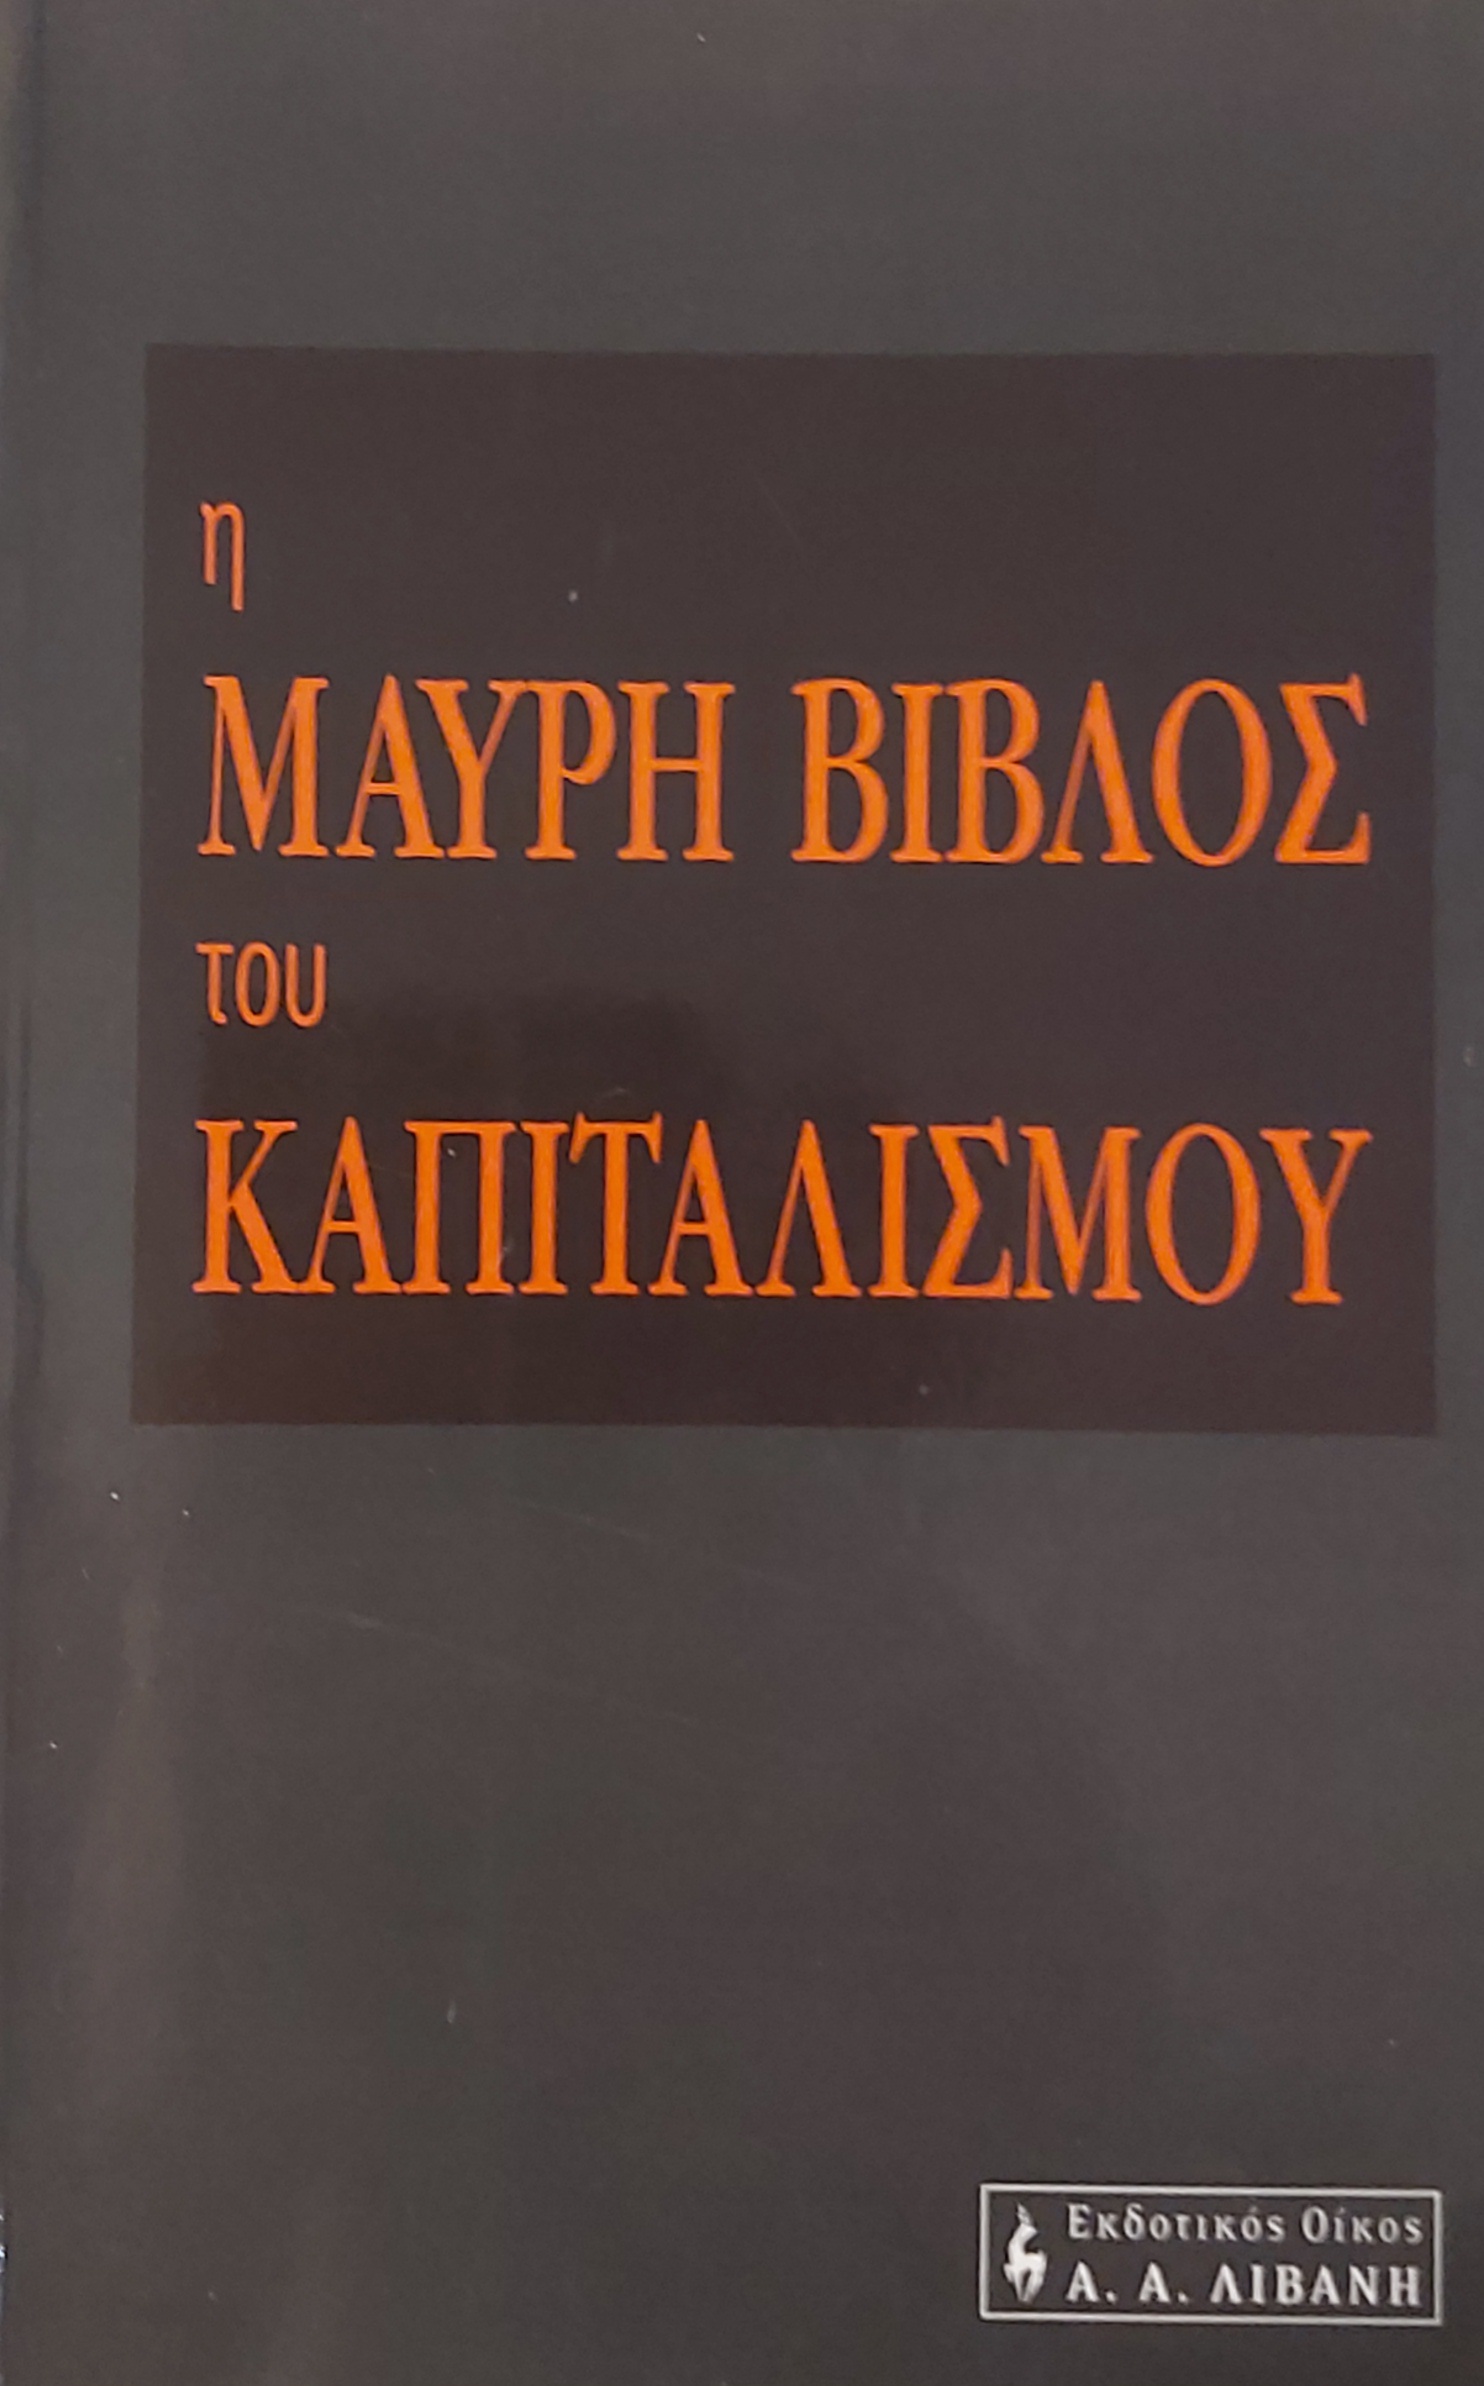 η
ΜΑΥΡΗ ΒΙΒΛΟΣ
του
ΚΑΠΙΤΑΛΙΣΜΟΥ
Εκδοτικός Οίκος
Α. Α. ΛΙΒΑΝΗ